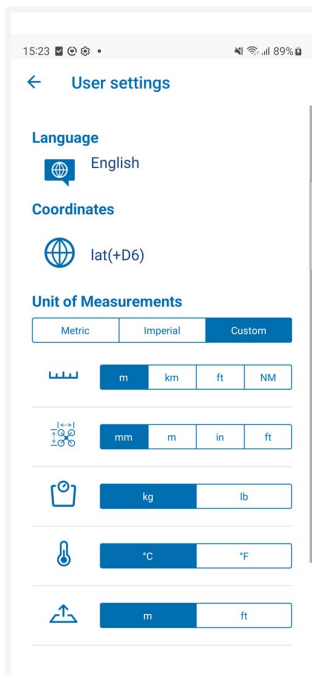 15:23 89%
User settings
Language
English
Coordinates
lat(+D6)
Unit of Measurements
Metric Imperial Custom
m km ft NM
mm m in ft
kg lb
°C °F
m ft